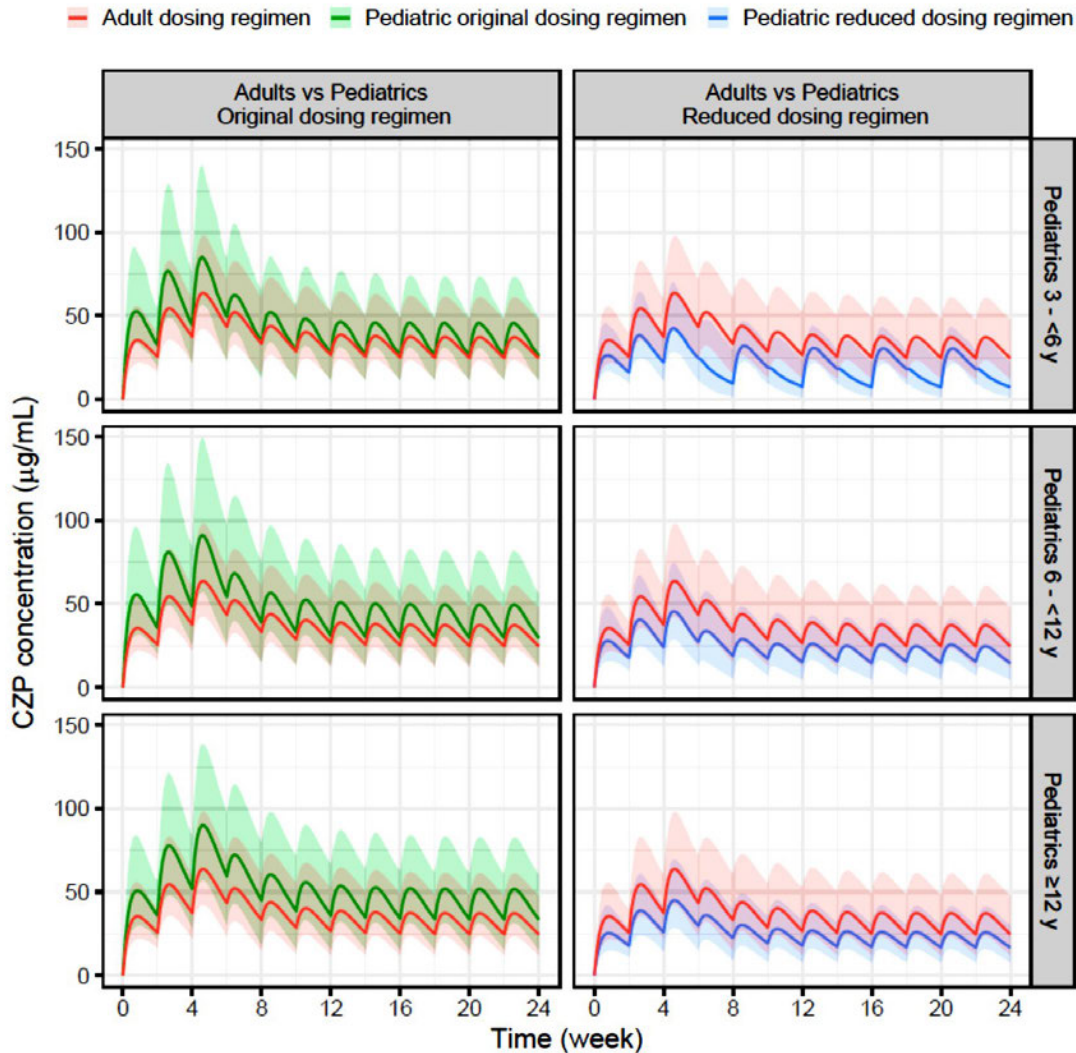 Adult dosing regimen Pediatric original dosing regimen Pediatric reduced dosing regimen
Adults vs Pediatrics
Original dosing regimen
Adults vs Pediatrics
Reduced dosing regimen
CZP concentration (µg/mL)
150
100
50
0
Pediatrics 3 - <6 y
150
100
50
0
Pediatrics 6 - <12 y
150
100
50
0
Pediatrics ≥12 y
0 4 8 12 16 20 24
0 4 8 12 16 20 24
Time (week)